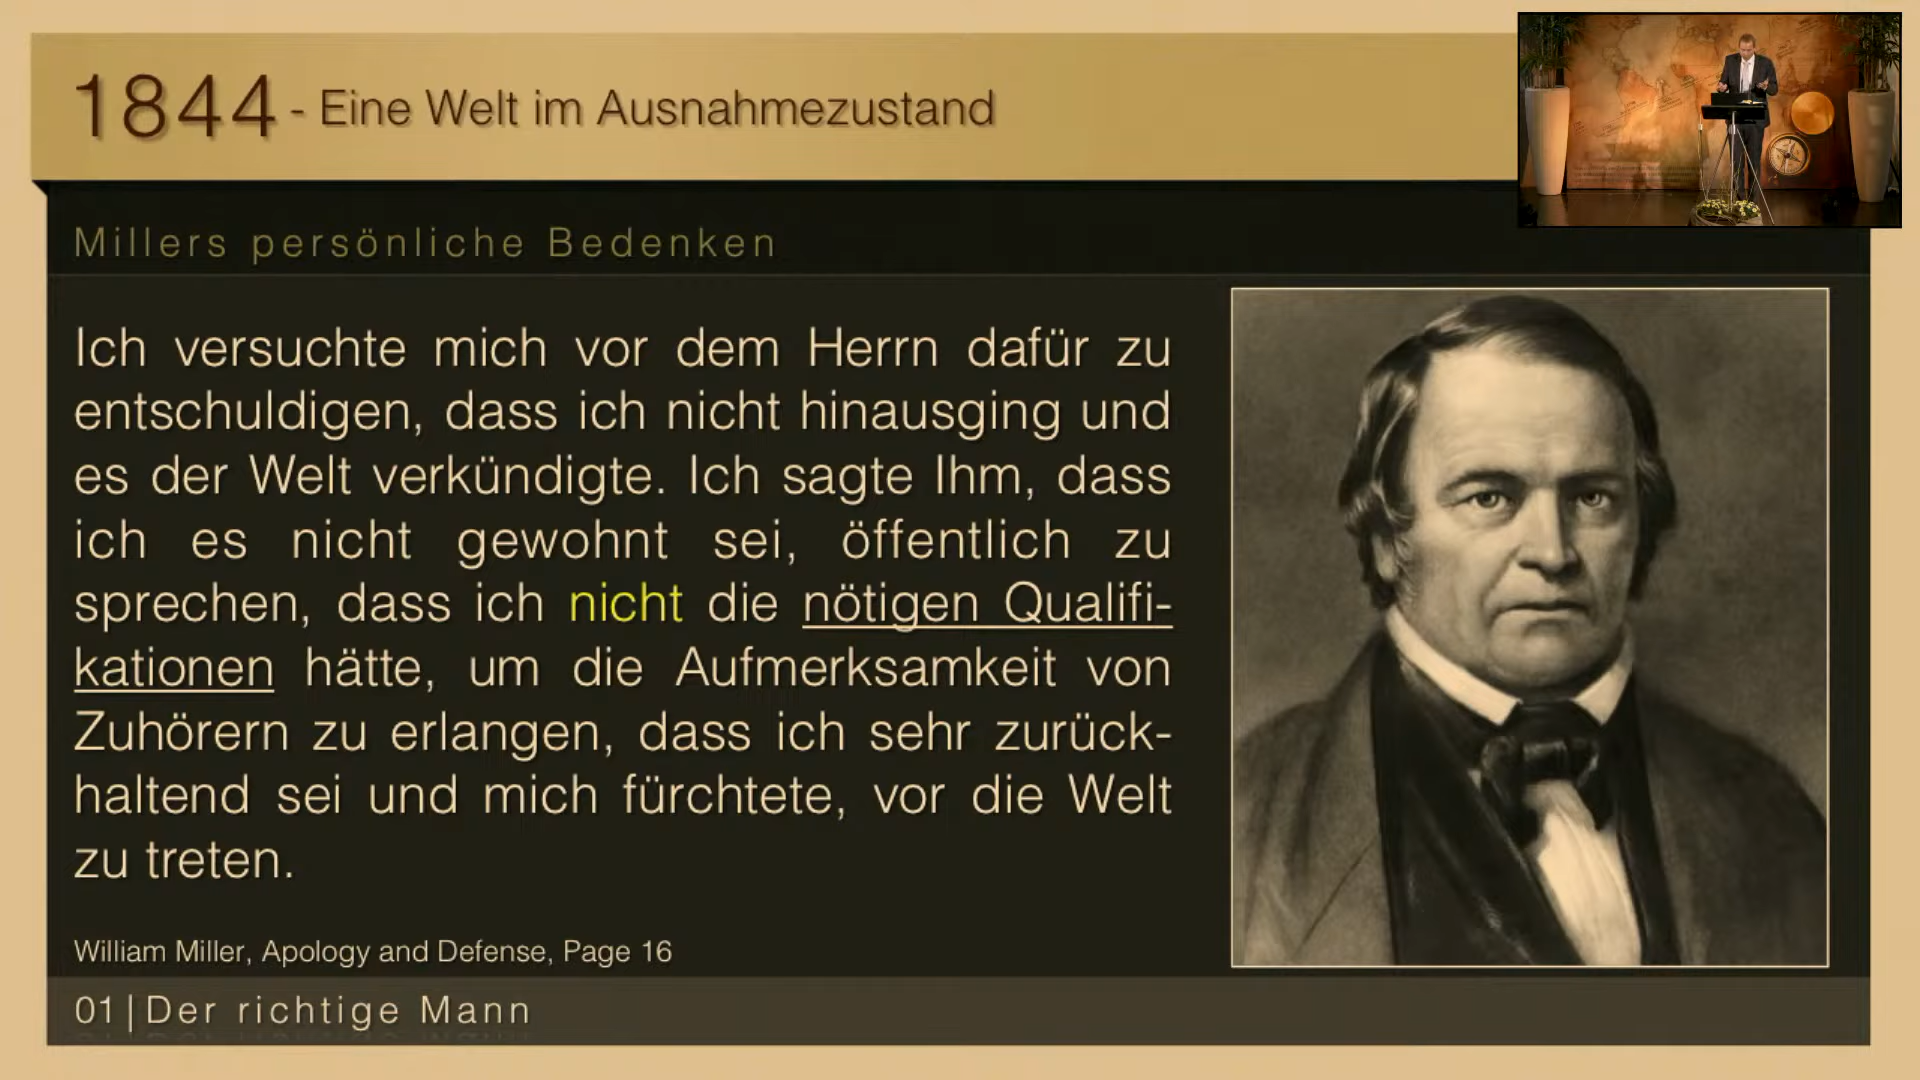 1844 - Eine Welt im Ausnahmezustand
Millers persönliche Bedenken
Ich versuchte mich vor dem Herrn dafür zu
entschuldigen, dass ich nicht hinausging und
es der Welt verkündigte. Ich sagte Ihm, dass
ich es nicht gewohnt sei, öffentlich zu
sprechen, dass ich nicht die nötigen Qualifi-
kationen hätte, um die Aufmerksamkeit von
Zuhörern zu erlangen, dass ich sehr zurück-
haltend sei und mich fürchtete, vor die Welt
zu treten.
William Miller, Apology and Defense, Page 16
01|Der richtige Mann